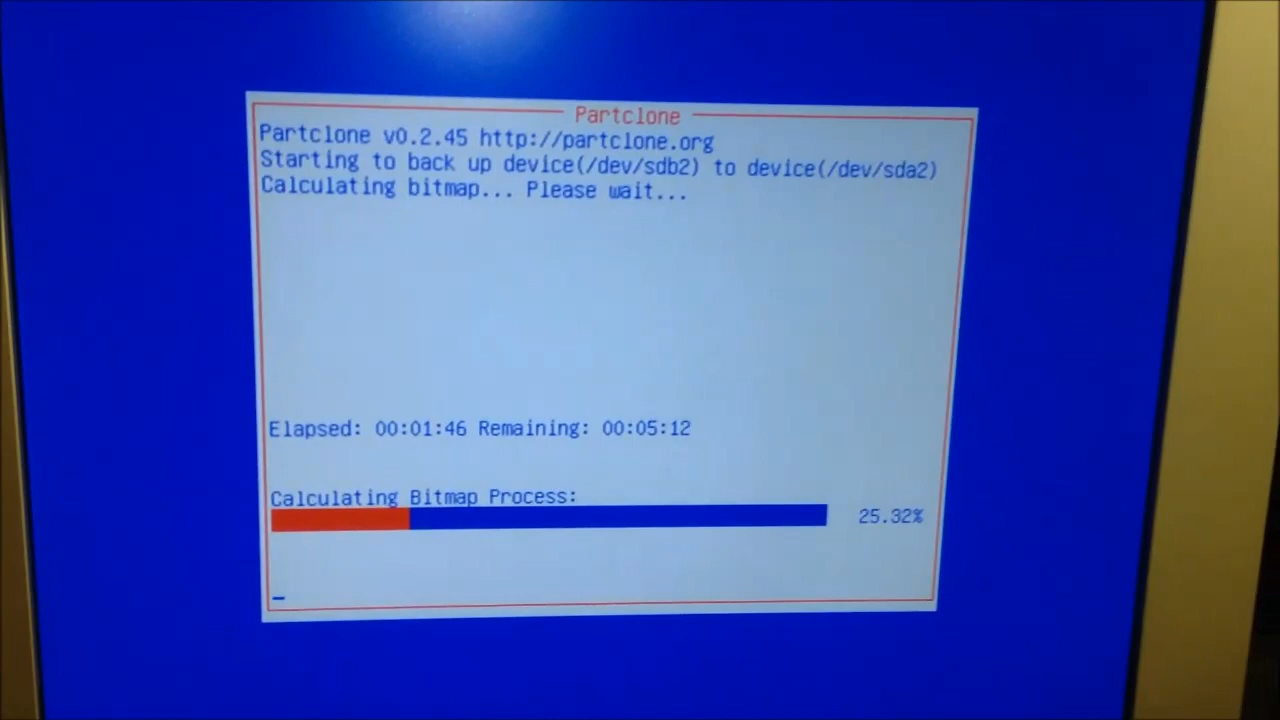 Partclone
Partclone v0.2.45 http://partclone.org
Starting to back up device(/dev/sdb2) to device(/dev/sda2)
Calculating bitmap... Please wait...
Elapsed: 00:01:46 Remaining: 00:05:12
Calculating Bitmap Process:
25.32%